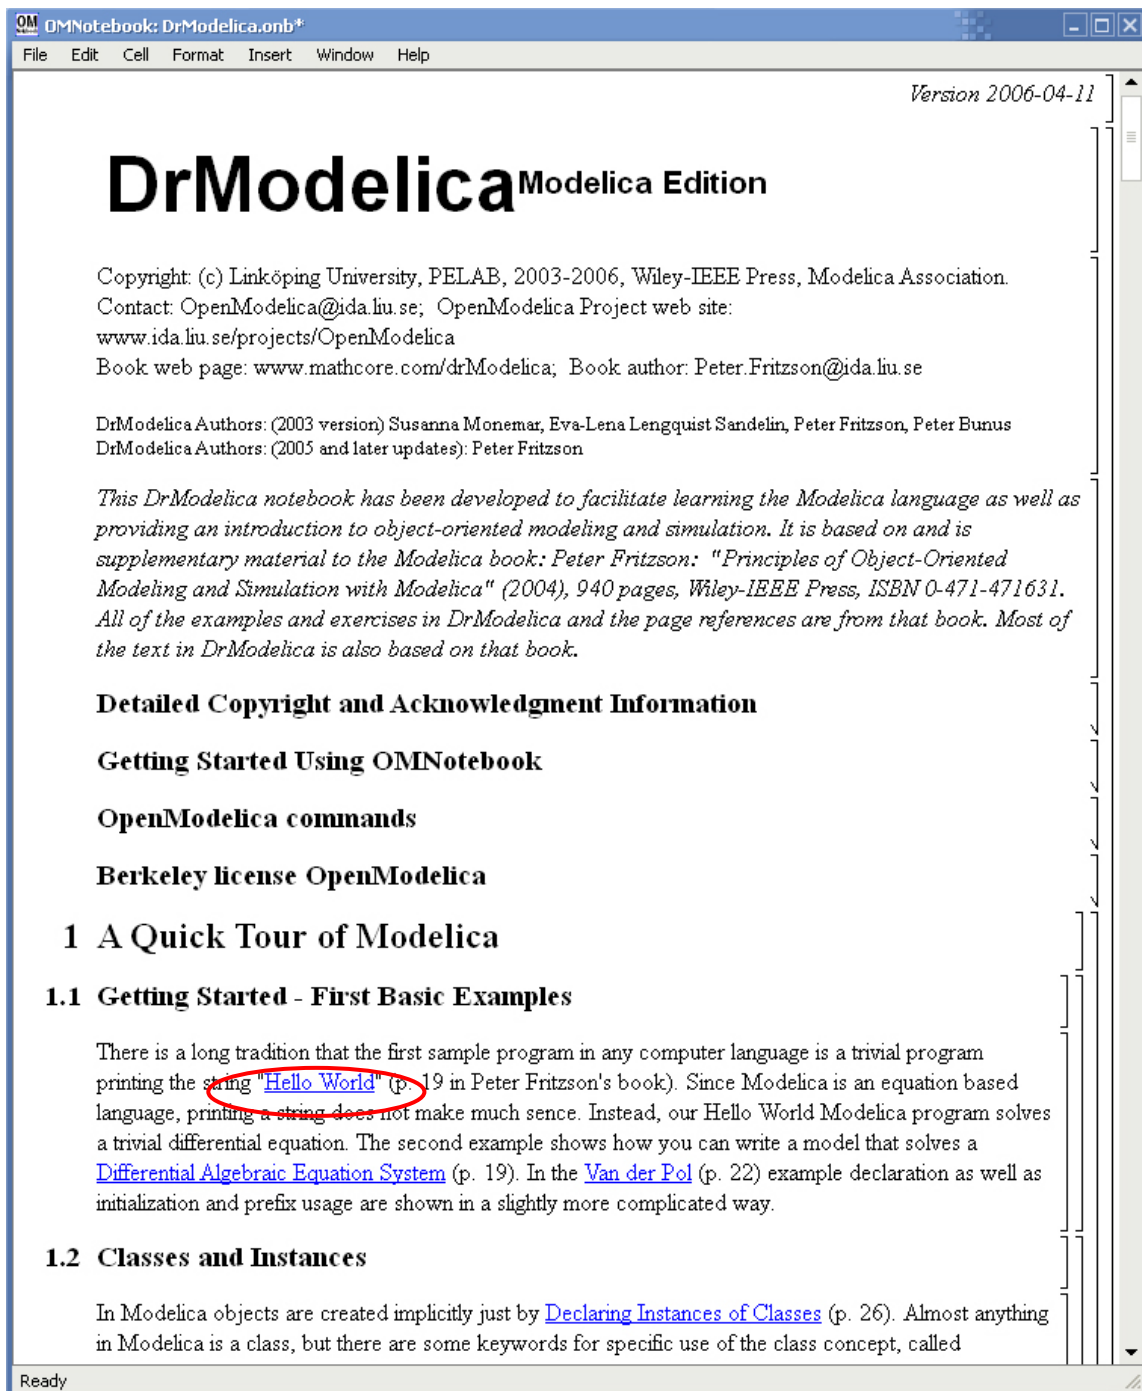 OM OMNotebook: DrModelica.onb*
File Edit Cell Format Insert Window Help
Version 2006-04-11
DrModelica Modelica Edition
Copyright: (c) Linköping University, PELAB, 2003-2006, Wiley-IEEE Press, Modelica Association.
Contact: OpenModelica@ida.liu.se; OpenModelica Project web site:
www.ida.liu.se/projects/OpenModelica
Book web page: www.mathcore.com/drModelica; Book author: Peter.Fritzson@ida.liu.se
DrModelica Authors: (2003 version) Susanna Monemar, Eva-Lena Lengquist Sandelin, Peter Fritzson, Peter Bunus
DrModelica Authors: (2005 and later updates): Peter Fritzson
This DrModelica notebook has been developed to facilitate learning the Modelica language as well as
providing an introduction to object-oriented modeling and simulation. It is based on and is
supplementary material to the Modelica book: Peter Fritzson: "Principles of Object-Oriented
Modeling and Simulation with Modelica" (2004), 940 pages, Wiley-IEEE Press, ISBN 0-471-471631.
All of the examples and exercises in DrModelica and the page references are from that book. Most of
the text in DrModelica is also based on that book.
Detailed Copyright and Acknowledgment Information
Getting Started Using OMNotebook
OpenModelica commands
Berkeley license OpenModelica
1 A Quick Tour of Modelica
1.1 Getting Started - First Basic Examples
There is a long tradition that the first sample program in any computer language is a trivial program
printing the string "Hello World" (p. 19 in Peter Fritzson's book). Since Modelica is an equation based
language, printing a string does not make much sence. Instead, our Hello World Modelica program solves
a trivial differential equation. The second example shows how you can write a model that solves a
Differential Algebraic Equation System (p. 19). In the Van der Pol (p. 22) example declaration as well as
initialization and prefix usage are shown in a slightly more complicated way.
1.2 Classes and Instances
In Modelica objects are created implicitly just by Declaring Instances of Classes (p. 26). Almost anything
in Modelica is a class, but there are some keywords for specific use of the class concept, called
Ready